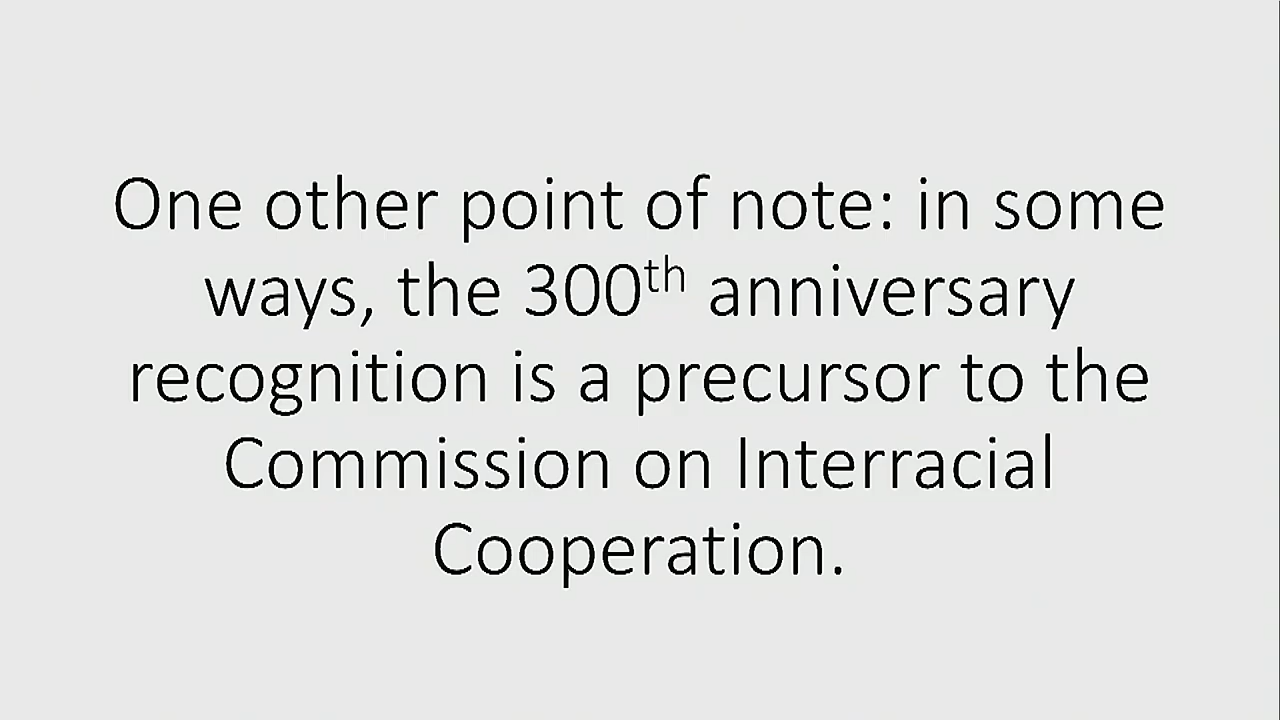 One other point of note: in some
ways, the 300th anniversary
recognition is a precursor to the
Commission on Interracial
Cooperation.